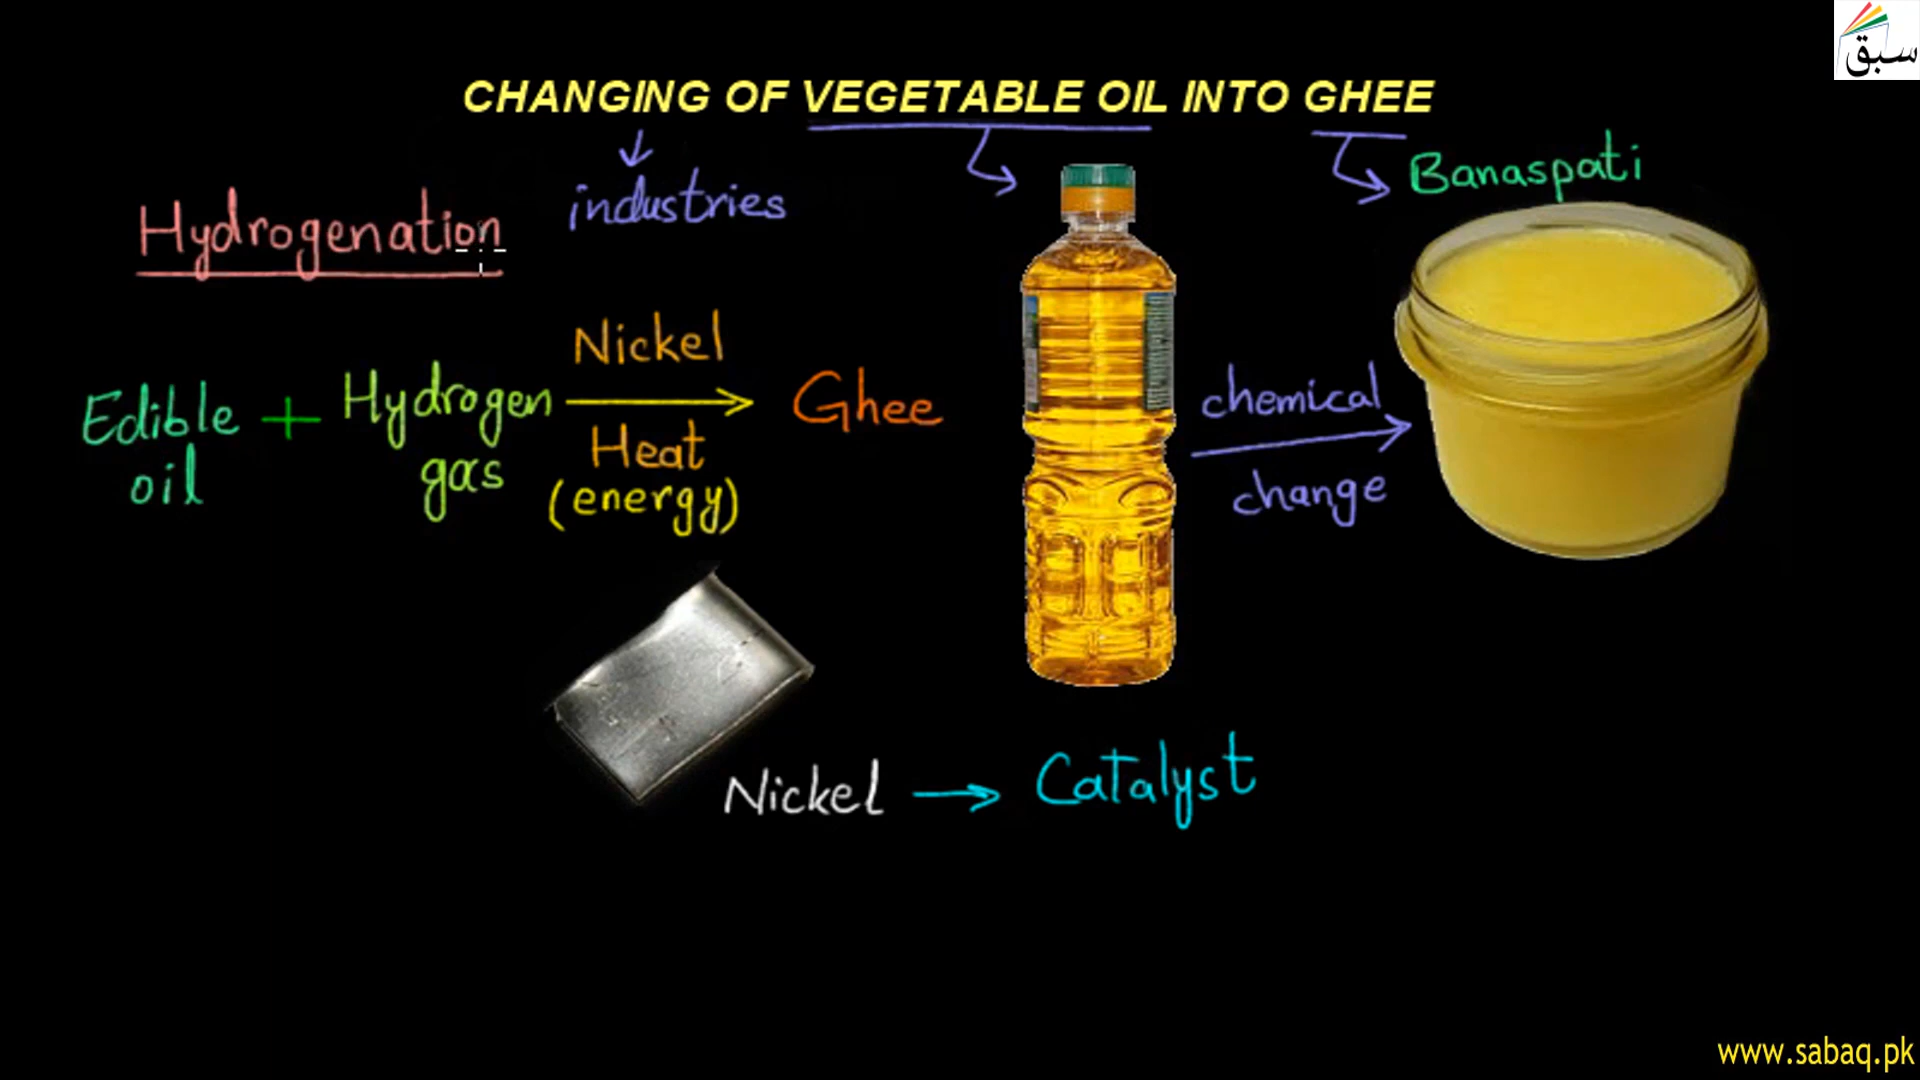 سبق
CHANGING OF VEGETABLE OIL INTO GHEE
industries
Banaspati
Hydrogenation
Nickel
Edible oil + Hydrogen gas
Heat
(energy)
Ghee
chemical
change
Nickel → Catalyst
www.sabaq.pk